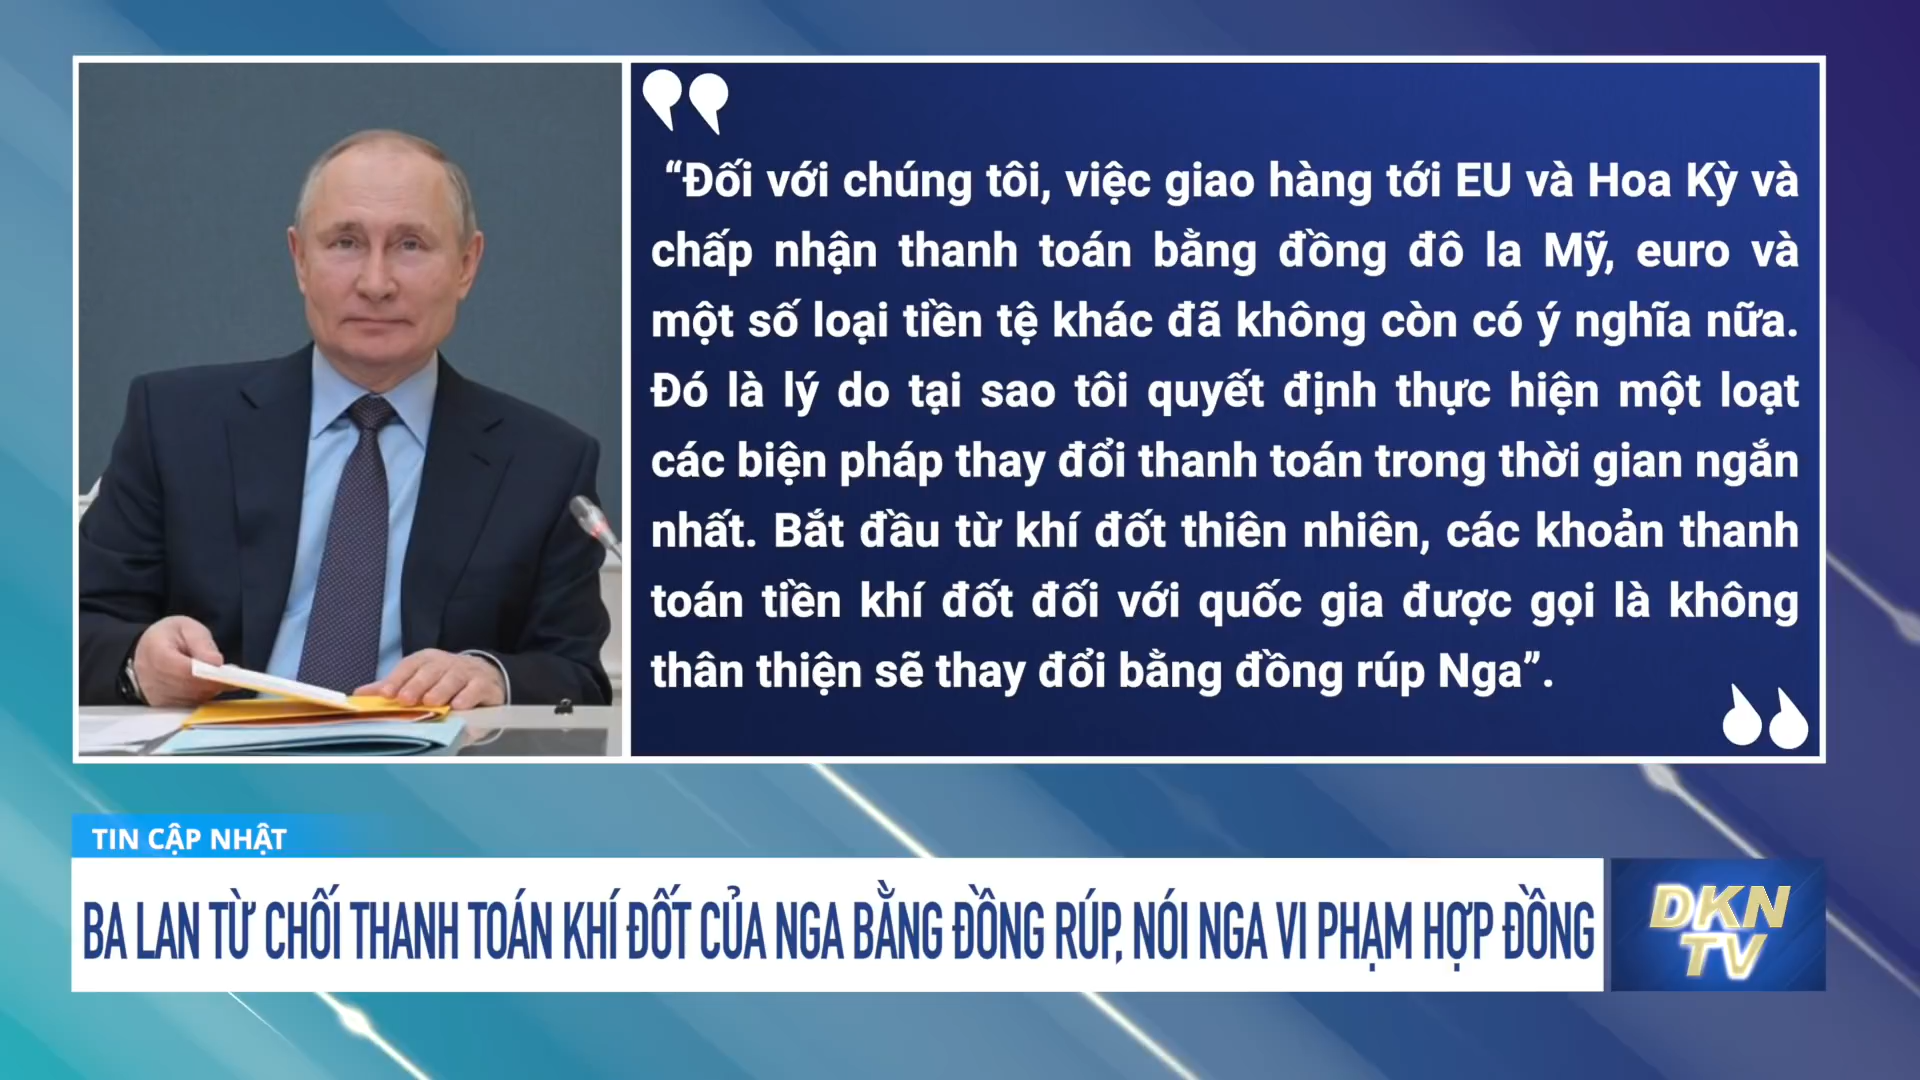 “Đối với chúng tôi, việc giao hàng tới EU và Hoa Kỳ và
chấp nhận thanh toán bằng đồng đô la Mỹ, euro và
một số loại tiền tệ khác đã không còn có ý nghĩa nữa.
Đó là lý do tại sao tôi quyết định thực hiện một loạt
các biện pháp thay đổi thanh toán trong thời gian ngắn
nhất. Bắt đầu từ khí đốt thiên nhiên, các khoản thanh
toán tiền khí đốt đối với quốc gia được gọi là không
thân thiện sẽ thay đổi bằng đồng rúp Nga”.
TIN CẬP NHẬT
BA LAN TỪ CHỐI THANH TOÁN KHÍ ĐỐT CỦA NGA BẰNG ĐỒNG RÚP, NÓI NGA VI PHẠM HỢP ĐỒNG
DKN
TV